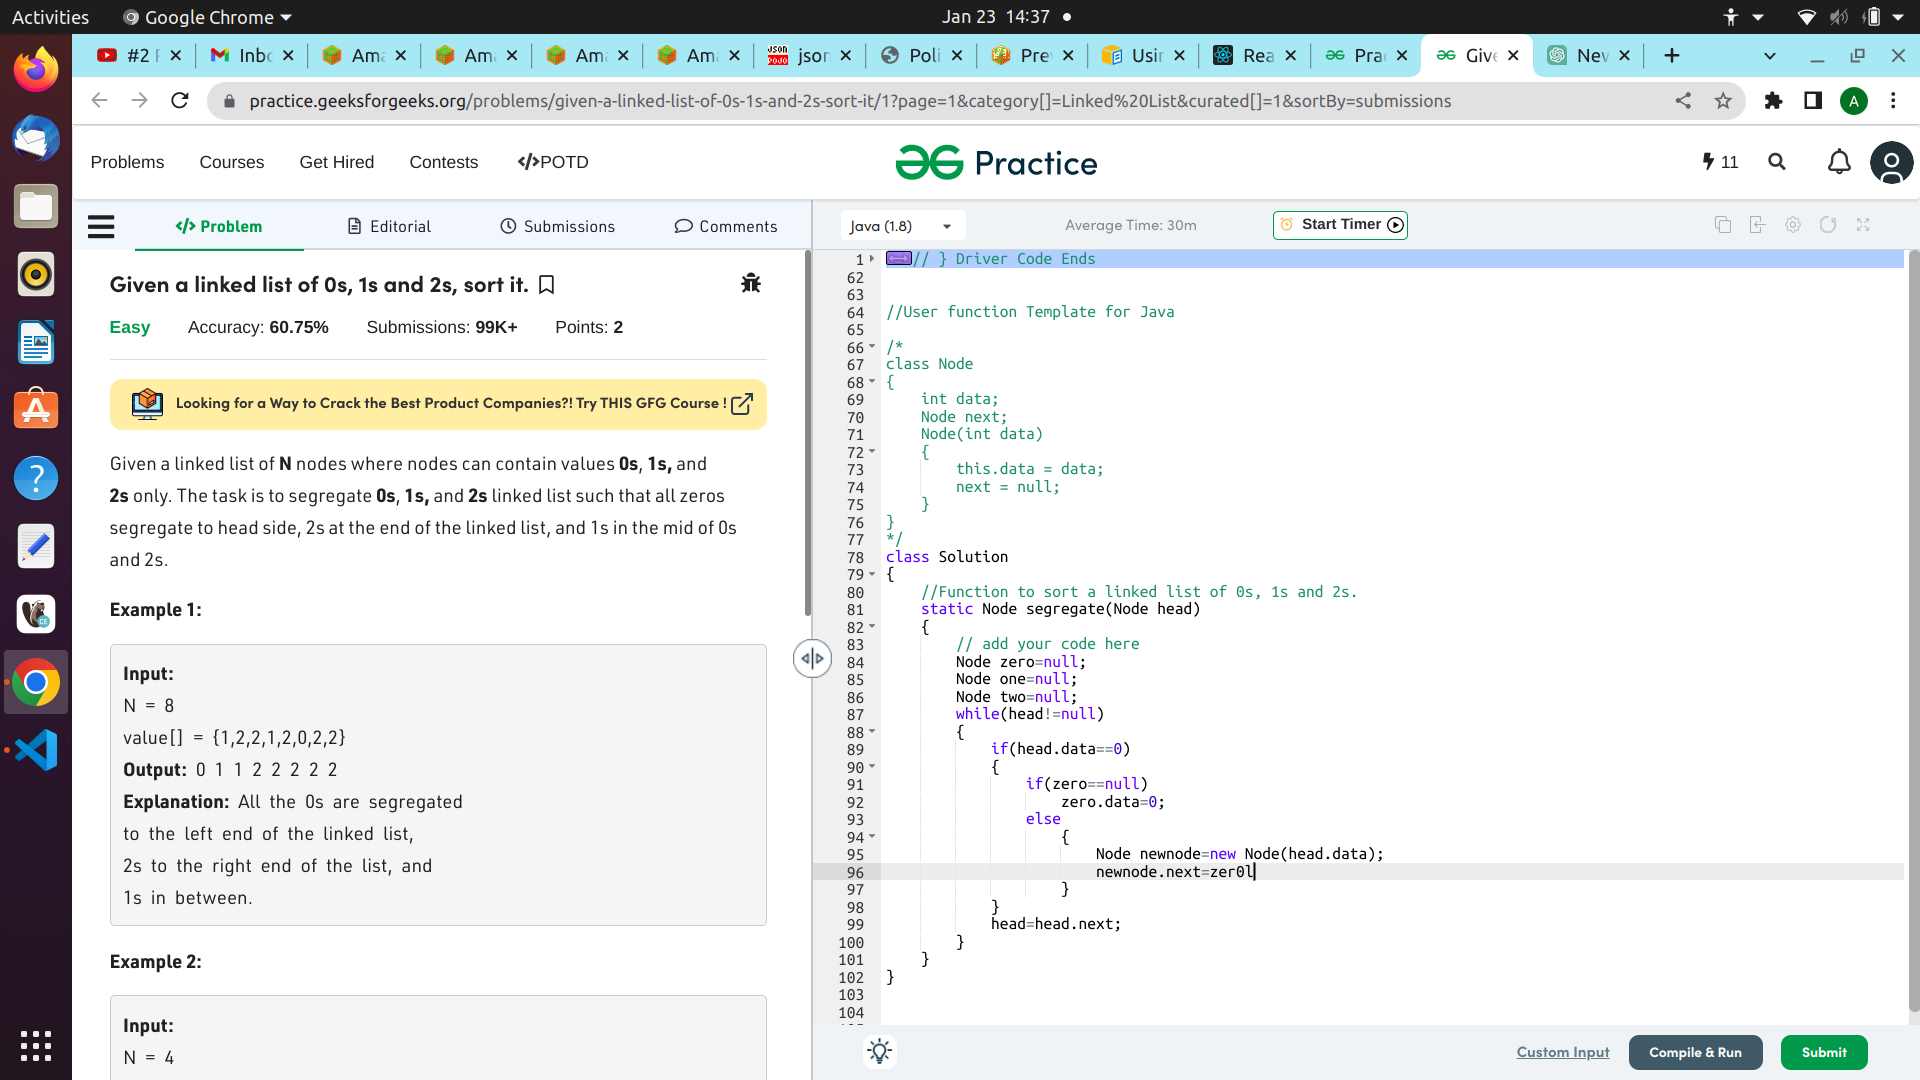 Activities
Google Chrome
Jan 23 14:37
#2 F
Inbc
Ama
Am
Am
Am
json
Poli
Pre
Usir
Rea
Prac
Give
New
practice.geeksforgeeks.org/problems/given-a-linked-list-of-0s-1s-and-2s-sort-it/1?page=1&category[]=Linked%20List&curated[]=1&sortBy=submissions
A
Problems
Courses
Get Hired
Contests
</>POTD
Practice
11
</> Problem
Editorial
Submissions
Comments
Java (1.8)
Average Time: 30m
Start Timer
Given a linked list of 0s, 1s and 2s, sort it.
Easy
Accuracy: 60.75%
Submissions: 99K+
Points: 2
Looking for a Way to Crack the Best Product Companies?! Try THIS GFG Course !
Given a linked list of N nodes where nodes can contain values 0s, 1s, and
2s only. The task is to segregate 0s, 1s, and 2s linked list such that all zeros
segregate to head side, 2s at the end of the linked list, and 1s in the mid of 0s
and 2s.
Example 1:
Input:
N = 8
value[] = {1,2,2,1,2,0,2,2}
Output: 0 1 1 2 2 2 2 2
Explanation: All the 0s are segregated
to the left end of the linked list,
2s to the right end of the list, and
1s in between.
Example 2:
Input:
N = 4
1 // } Driver Code Ends
62
63
64 //User function Template for Java
65
66 /*
67 class Node
68 {
69 int data;
70 Node next;
71 Node(int data)
72 {
73 this.data = data;
74 next = null;
75 }
76 }
77 */
78 class Solution
79 {
80 //Function to sort a linked list of 0s, 1s and 2s.
81 static Node segregate(Node head)
82 {
83 // add your code here
84 Node zero=null;
85 Node one=null;
86 Node two=null;
87 while(head!=null)
88 {
89 if(head.data==0)
90 {
91 if(zero==null)
92 zero.data=0;
93 else
94 {
95 Node newnode=new Node(head.data);
96 newnode.next=zer0l
97 }
98 }
99 head=head.next;
100 }
101 }
102 }
103
104
Custom Input
Compile & Run
Submit